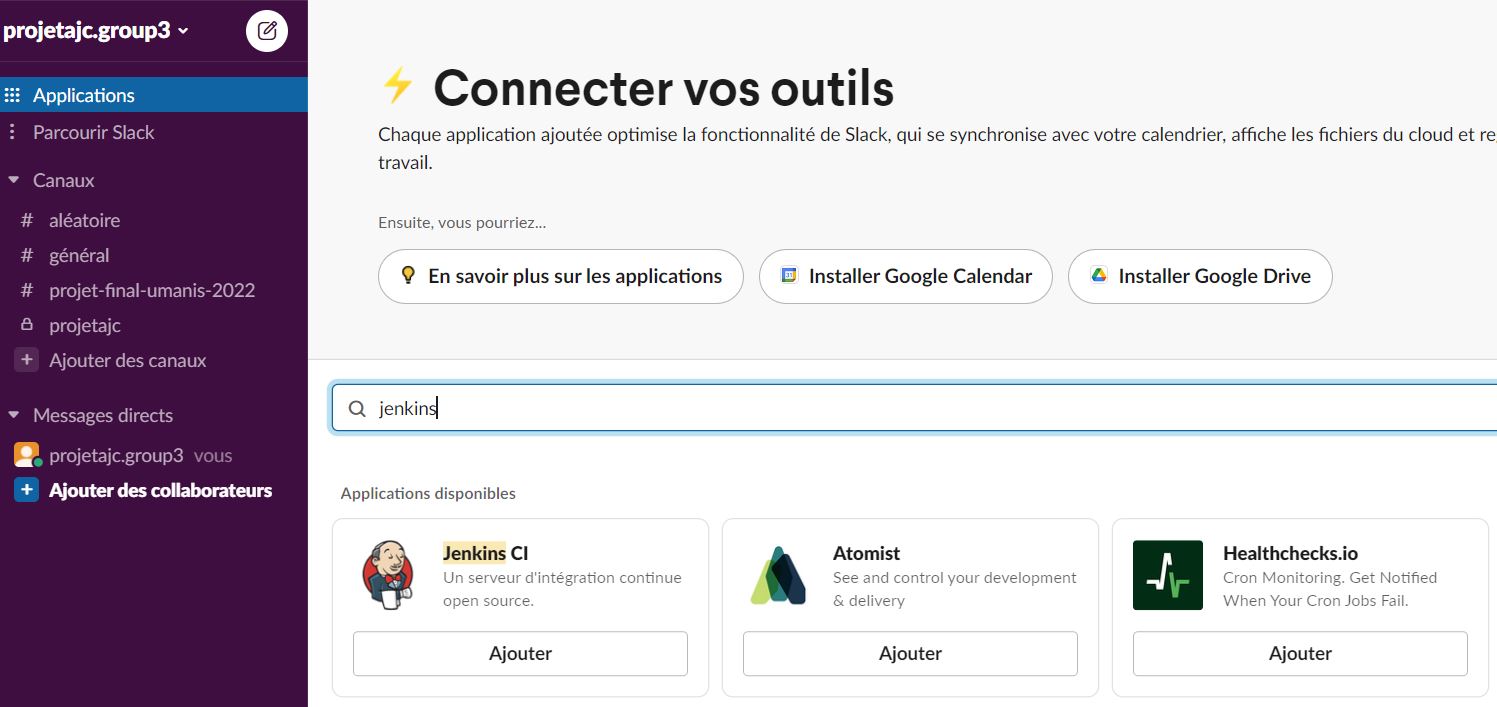 projetajc.group3
Applications
Parcourir Slack
Canaux
# aléatoire
# général
# projet-final-umanis-2022
projetajc
+ Ajouter des canaux
Messages directs
projetajc.group3 vous
+ Ajouter des collaborateurs
Connecter vos outils
Chaque application ajoutée optimise la fonctionnalité de Slack, qui se synchronise avec votre calendrier, affiche les fichiers du cloud et re
travail.
Ensuite, vous pourriez...
En savoir plus sur les applications
31 Installer Google Calendar
Installer Google Drive
jenkins
Applications disponibles
Jenkins CI
Un serveur d'intégration continue
open source.
Ajouter
Atomist
See and control your development
& delivery
Ajouter
Healthchecks.io
Cron Monitoring. Get Notified
When Your Cron Jobs Fail.
Ajouter